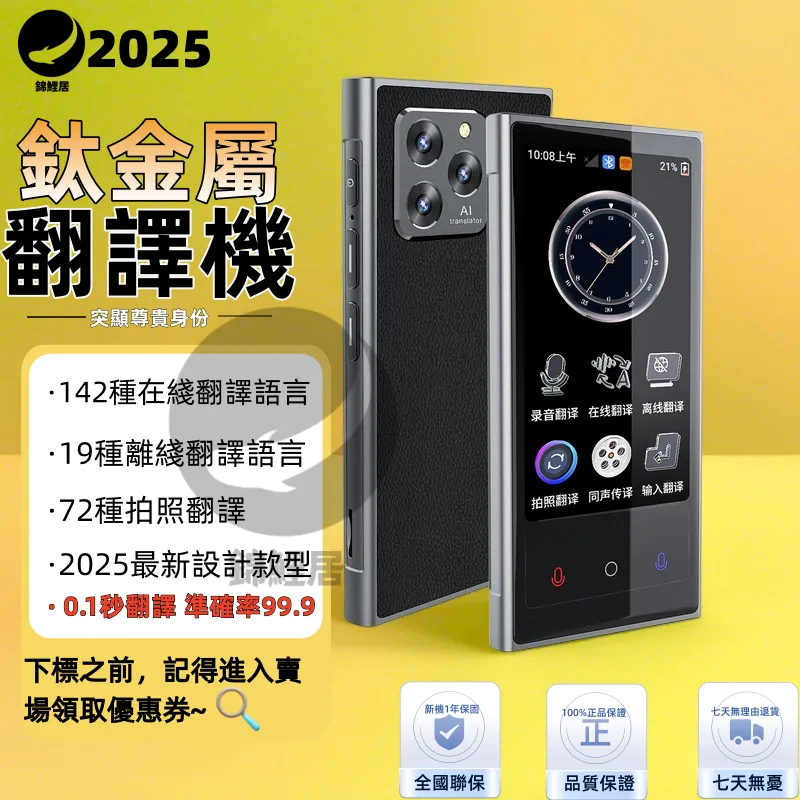 錦鯉居
2025
鈦金屬
翻譯機
突顯尊貴身份
·142種在綫翻譯語言
·19種離綫翻譯語言
·72種拍照翻譯
·2025最新設計款型
· 0.1秒翻譯 準確率99.9
下標之前，記得進入賣
場領取優惠券~
AI
translator
10:08上午
21%
录音翻译 在线翻译 离线翻译
拍照翻译 同声传译 输入翻译
錦鯉居
新機1年保固
全國聯保
100%正品保證
正
品質保證
七天無理由退貨
七天無憂